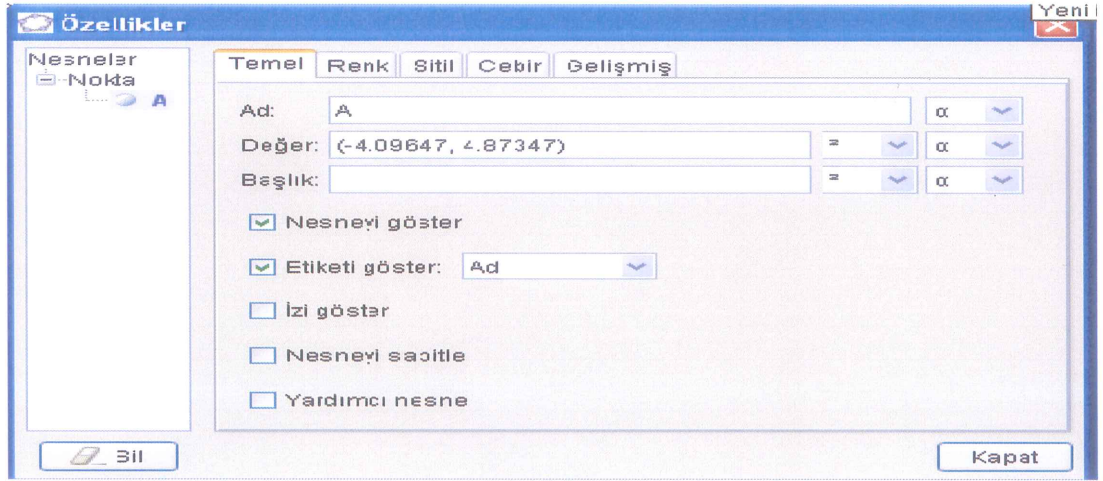 Yeni
Özellikler
Nesneler
Nokta
A
Temel Renk Sitil Cebir Gelişmiş
Ad: A α
Değer: (-4.09647, 4.87347) = α
Başlık: = α
Nesneyi göster
Etiketi göster: Ad
İzi göster
Nesneyi sabitle
Yardımcı nesne
Sil
Kapat